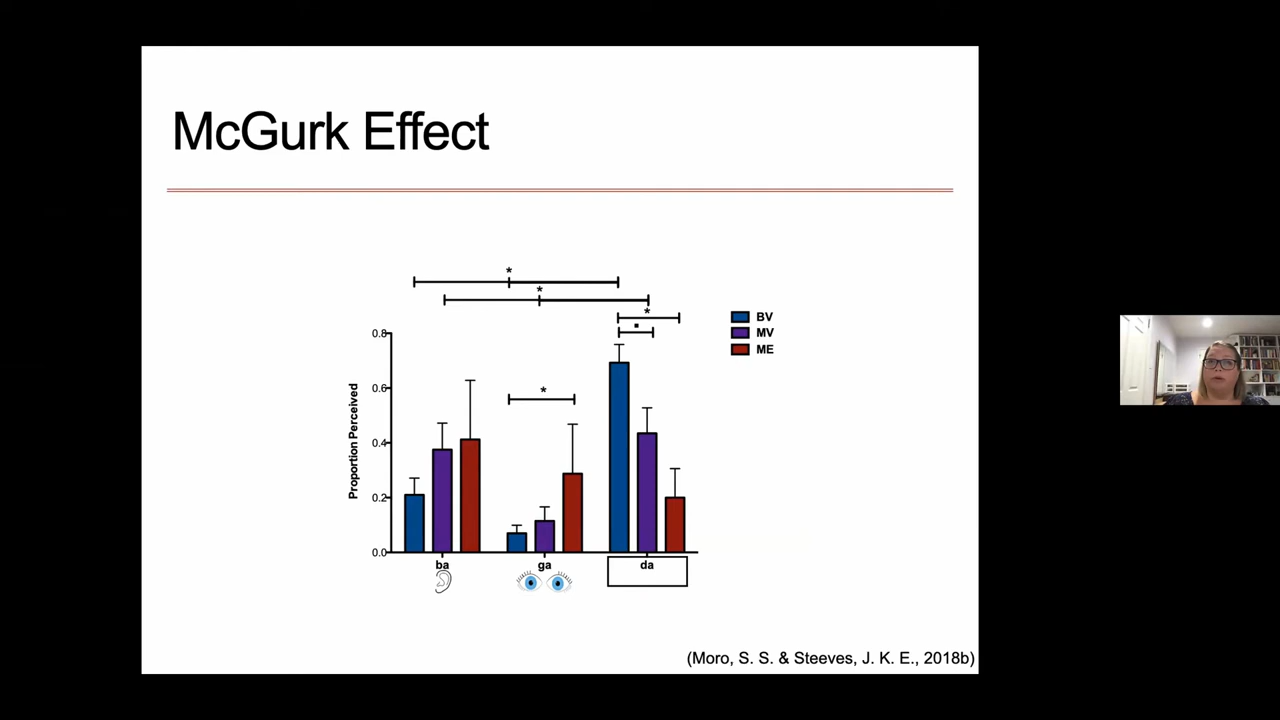 McGurk Effect
*
*
*
BV
MV
ME
0.8
0.6
0.4
0.2
0.0
Proportion Perceived
*
ba
ga
da
(Moro, S. S. & Steeves, J. K. E., 2018b)